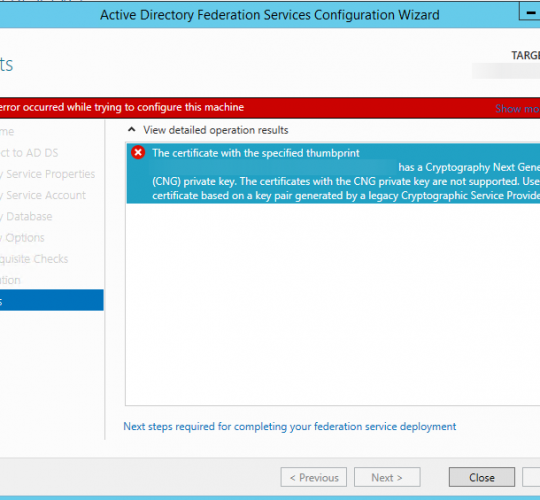 Active Directory Federation Services Configuration Wizard
TARGE
ts
error occurred while trying to configure this machine
Show mo
View detailed operation results
me
ct to AD DS
y Service Properties
y Service Account
y Database
y Options
quisite Checks
ation
s
The certificate with the specified thumbprint
has a Cryptography Next Gene
(CNG) private key. The certificates with the CNG private key are not supported. Use
certificate based on a key pair generated by a legacy Cryptographic Service Provide
Next steps required for completing your federation service deployment
< Previous
Next >
Close